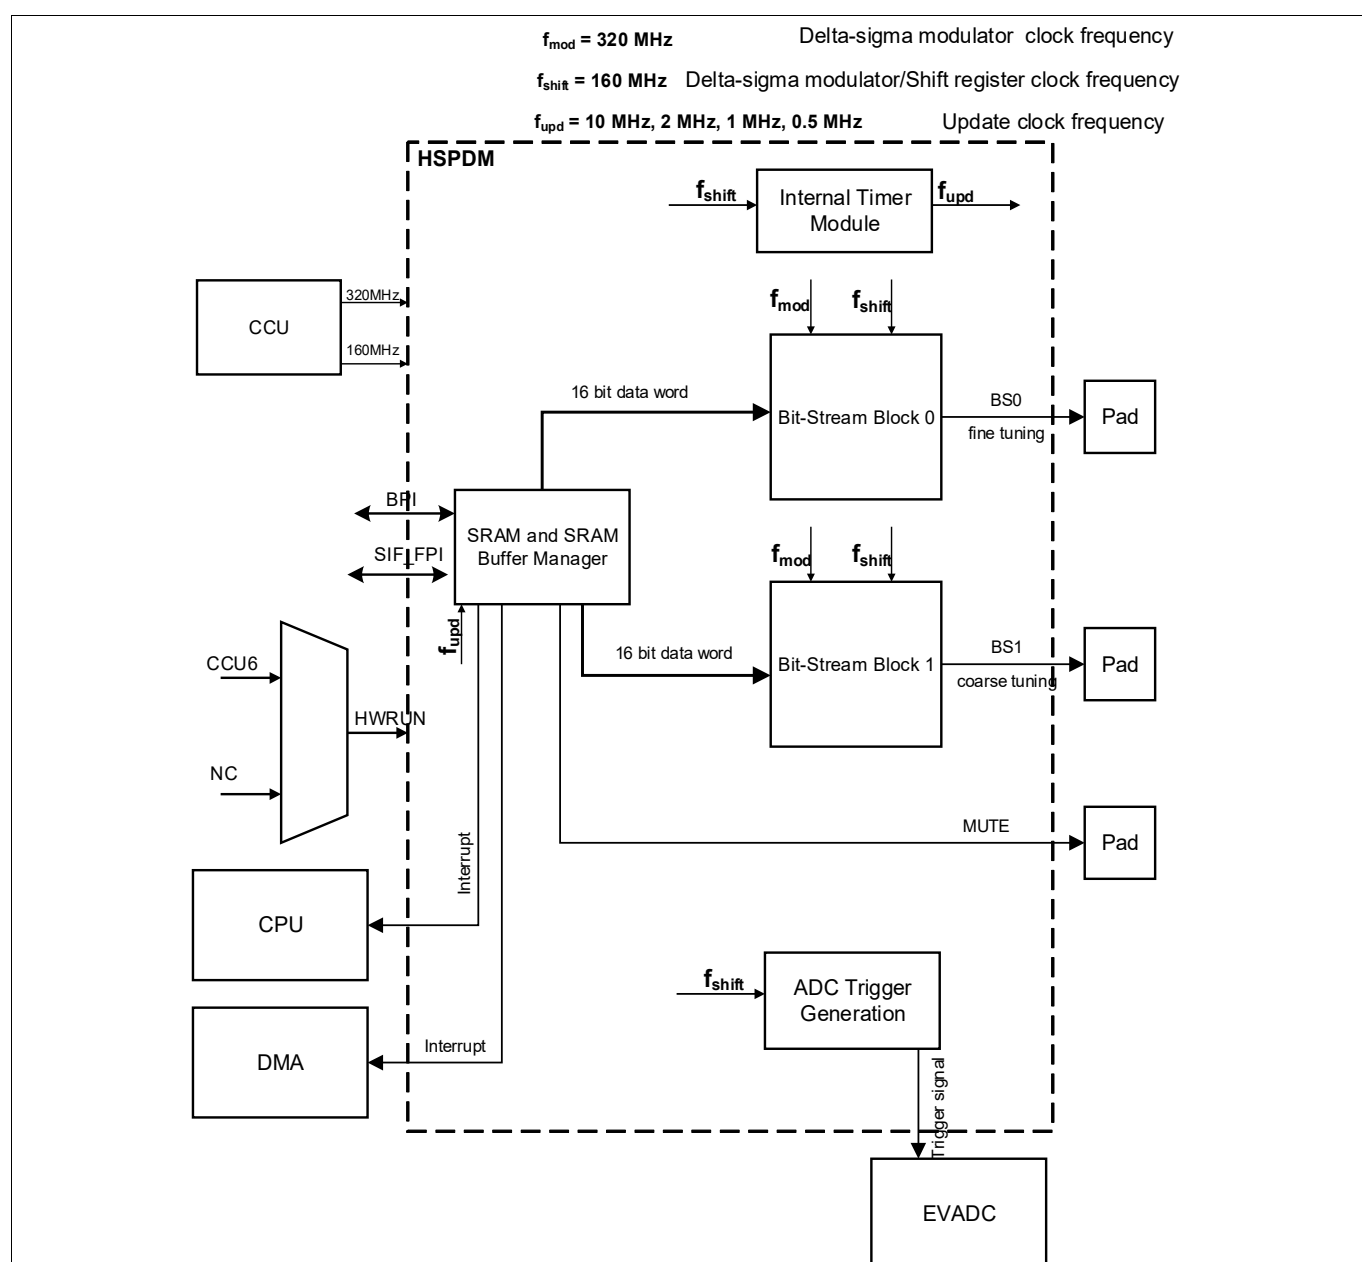 fmod = 320 MHz Delta-sigma modulator clock frequency
fshift = 160 MHz Delta-sigma modulator/Shift register clock frequency
fupd = 10 MHz, 2 MHz, 1 MHz, 0.5 MHz Update clock frequency
HSPDM
fshift
Internal Timer
Module
fupd
CCU
320MHz
160MHz
fmod
fshift
16 bit data word
Bit-Stream Block 0
BS0
fine tuning
Pad
BPI
SIF_FPI
SRAM and SRAM
Buffer Manager
fupd
fmod
fshift
16 bit data word
Bit-Stream Block 1
BS1
coarse tuning
Pad
CCU6
HWRUN
NC
MUTE
Pad
Interrupt
CPU
fshift
ADC Trigger
Generation
Interrupt
DMA
Trigger signal
EVADC